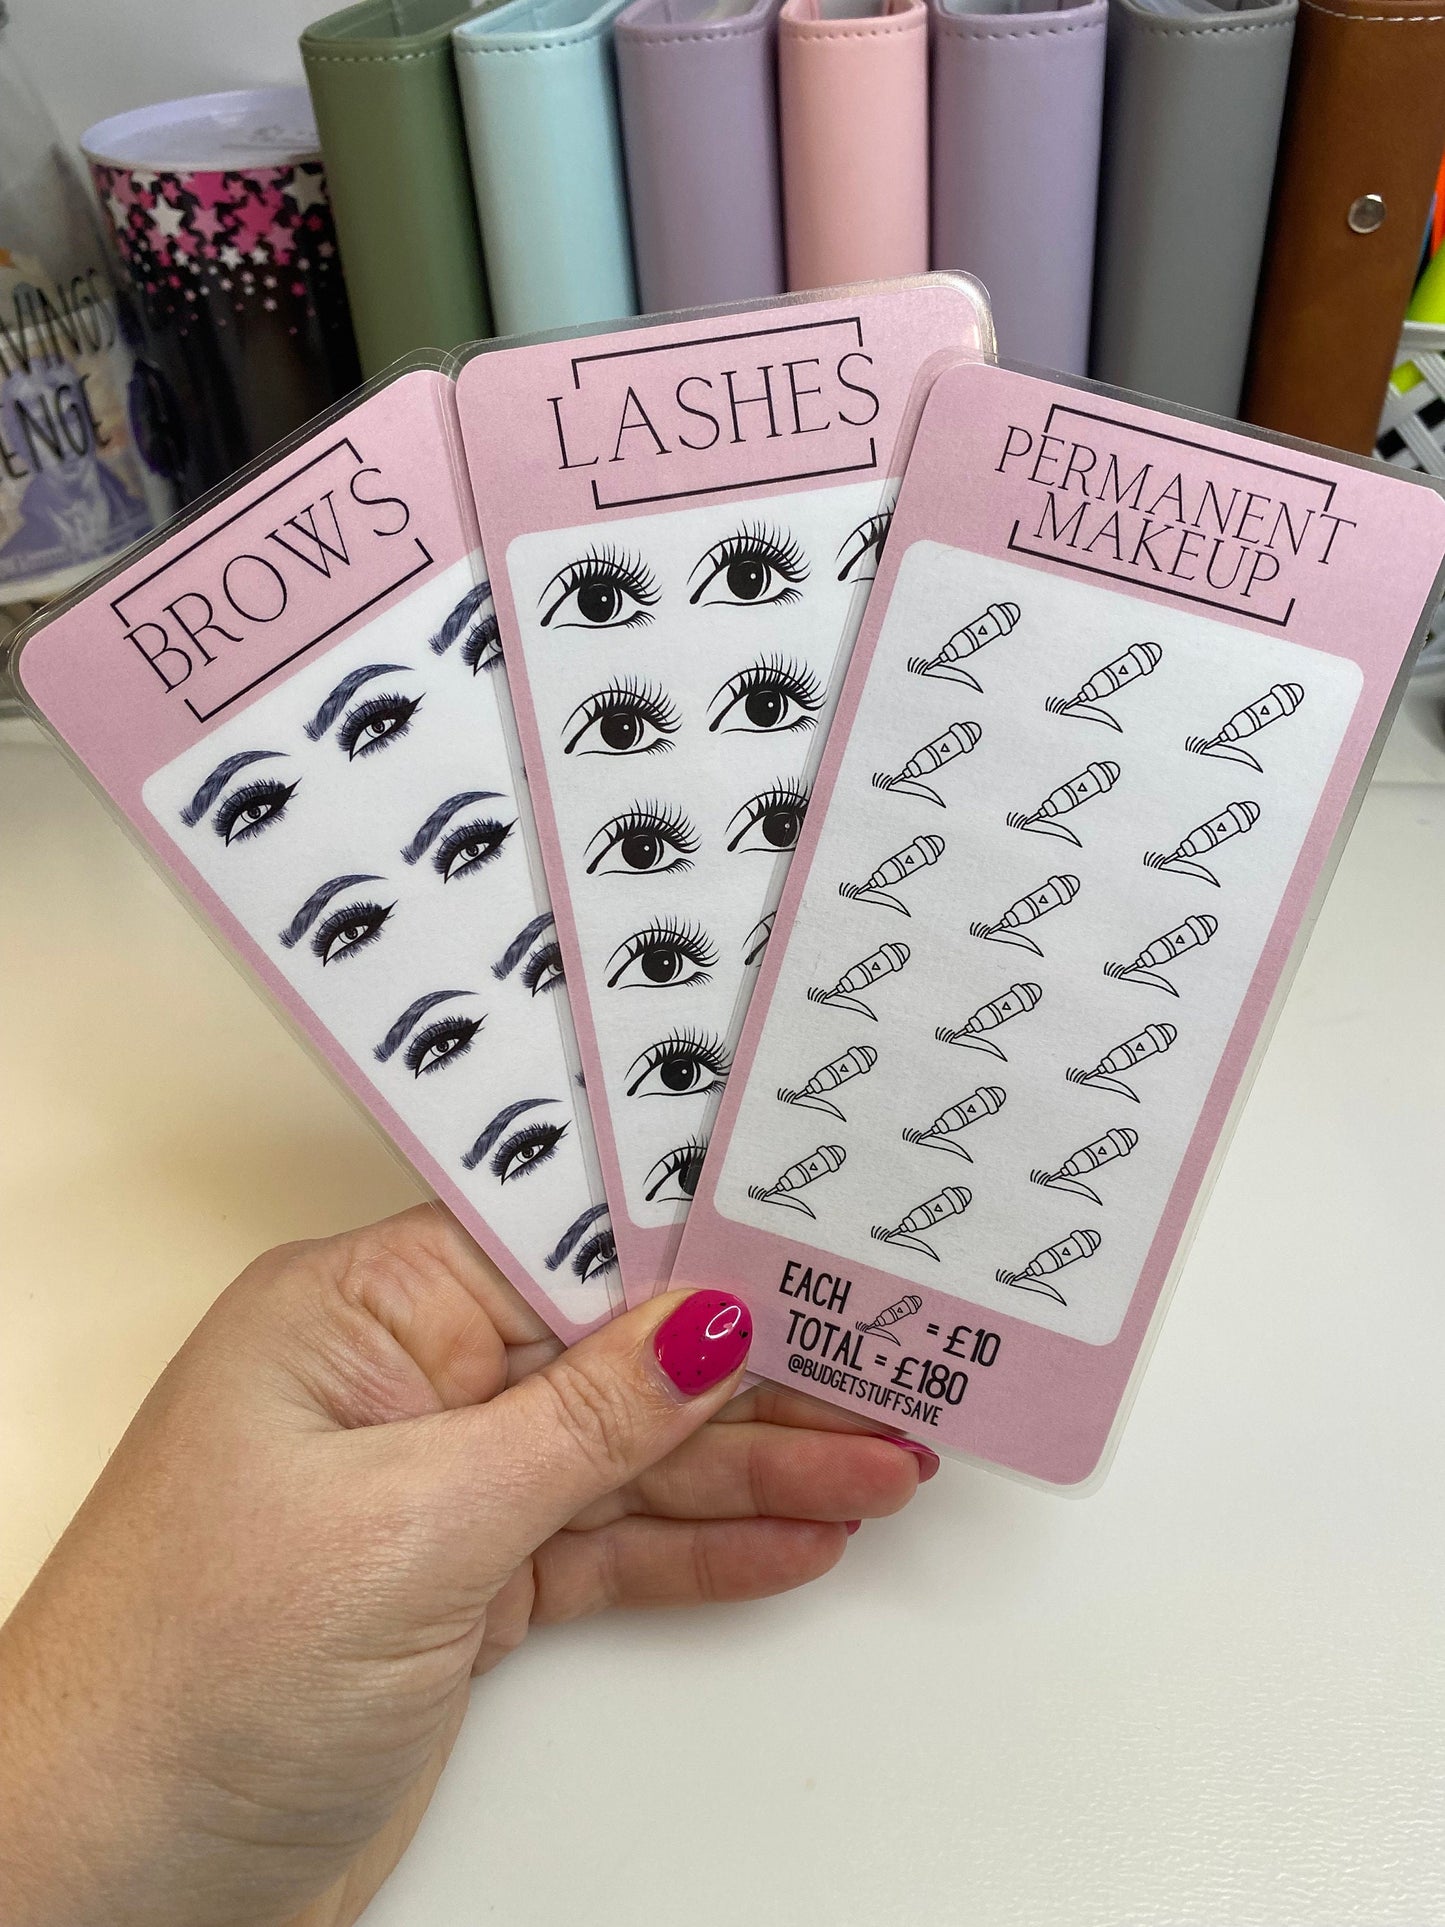 BROWS
LASHES
PERMANENT
MAKEUP
EACH = £10
TOTAL = £180
@BUDGETSTUFFSAVE